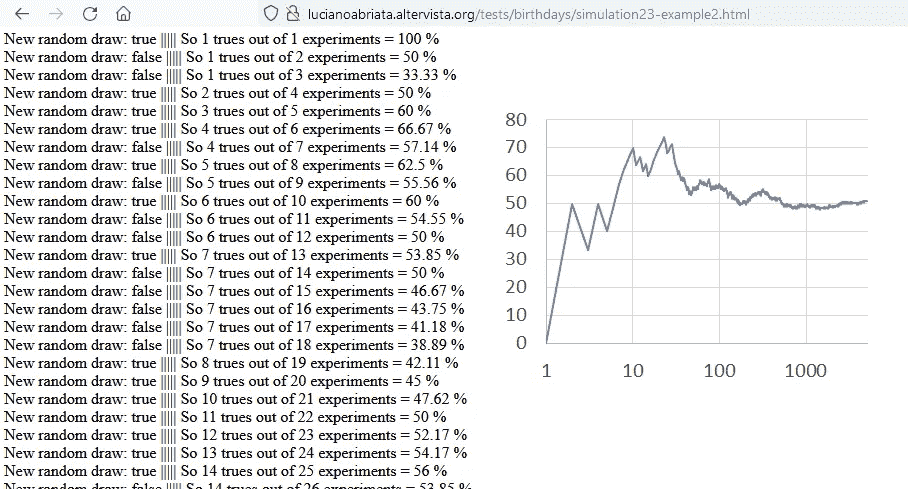 lucianoabriata.altervista.org/tests/birthdays/simulation23-example2.html
New random draw: true ||||| So 1 trues out of 1 experiments = 100 %
New random draw: false ||||| So 1 trues out of 2 experiments = 50 %
New random draw: false ||||| So 1 trues out of 3 experiments = 33.33 %
New random draw: true ||||| So 2 trues out of 4 experiments = 50 %
New random draw: true ||||| So 3 trues out of 5 experiments = 60 %
New random draw: true ||||| So 4 trues out of 6 experiments = 66.67 %
New random draw: false ||||| So 4 trues out of 7 experiments = 57.14 %
New random draw: true ||||| So 5 trues out of 8 experiments = 62.5 %
New random draw: false ||||| So 5 trues out of 9 experiments = 55.56 %
New random draw: true ||||| So 6 trues out of 10 experiments = 60 %
New random draw: false ||||| So 6 trues out of 11 experiments = 54.55 %
New random draw: false ||||| So 6 trues out of 12 experiments = 50 %
New random draw: true ||||| So 7 trues out of 13 experiments = 53.85 %
New random draw: false ||||| So 7 trues out of 14 experiments = 50 %
New random draw: false ||||| So 7 trues out of 15 experiments = 46.67 %
New random draw: false ||||| So 7 trues out of 16 experiments = 43.75 %
New random draw: false ||||| So 7 trues out of 17 experiments = 41.18 %
New random draw: false ||||| So 7 trues out of 18 experiments = 38.89 %
New random draw: true ||||| So 8 trues out of 19 experiments = 42.11 %
New random draw: true ||||| So 9 trues out of 20 experiments = 45 %
New random draw: true ||||| So 10 trues out of 21 experiments = 47.62 %
New random draw: true ||||| So 11 trues out of 22 experiments = 50 %
New random draw: true ||||| So 12 trues out of 23 experiments = 52.17 %
New random draw: true ||||| So 13 trues out of 24 experiments = 54.17 %
New random draw: true ||||| So 14 trues out of 25 experiments = 56 %
New random draw: false ||||| So 14 trues out of 26 experiments = 53.85 %
80
70
60
50
40
30
20
10
0
1 10 100 1000